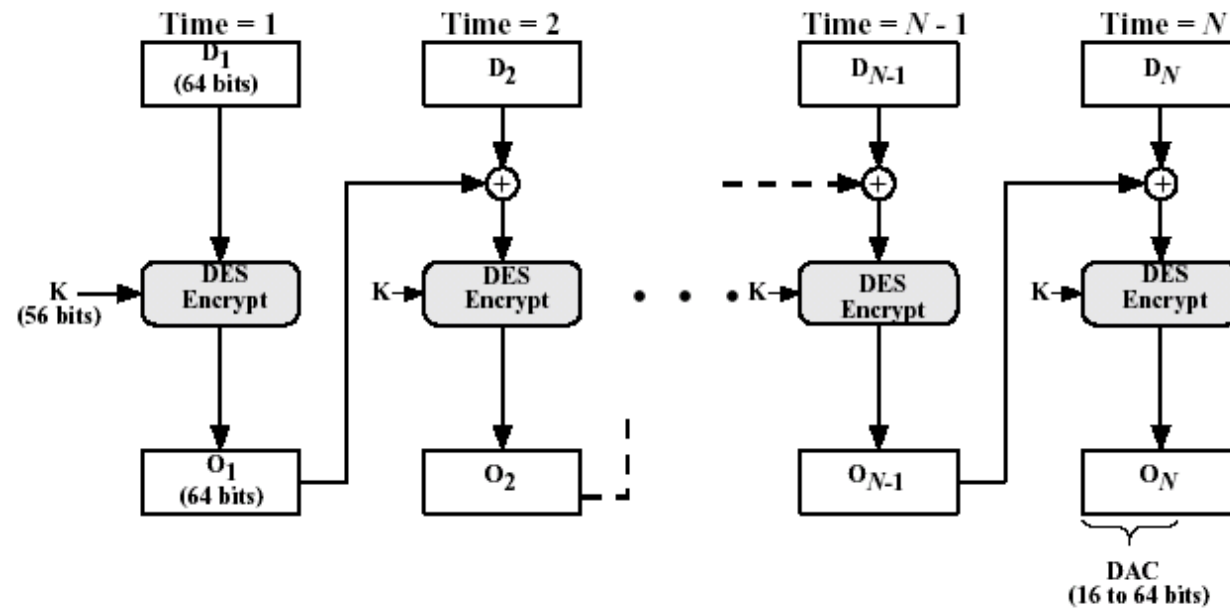 Time = 1
Time = 2
Time = N - 1
Time = N
D1
(64 bits)
D2
DN-1
DN
+
+
+
K
(56 bits)
DES
Encrypt
K
DES
Encrypt
• • •
K
DES
Encrypt
K
DES
Encrypt
O1
(64 bits)
O2
ON-1
ON
DAC
(16 to 64 bits)